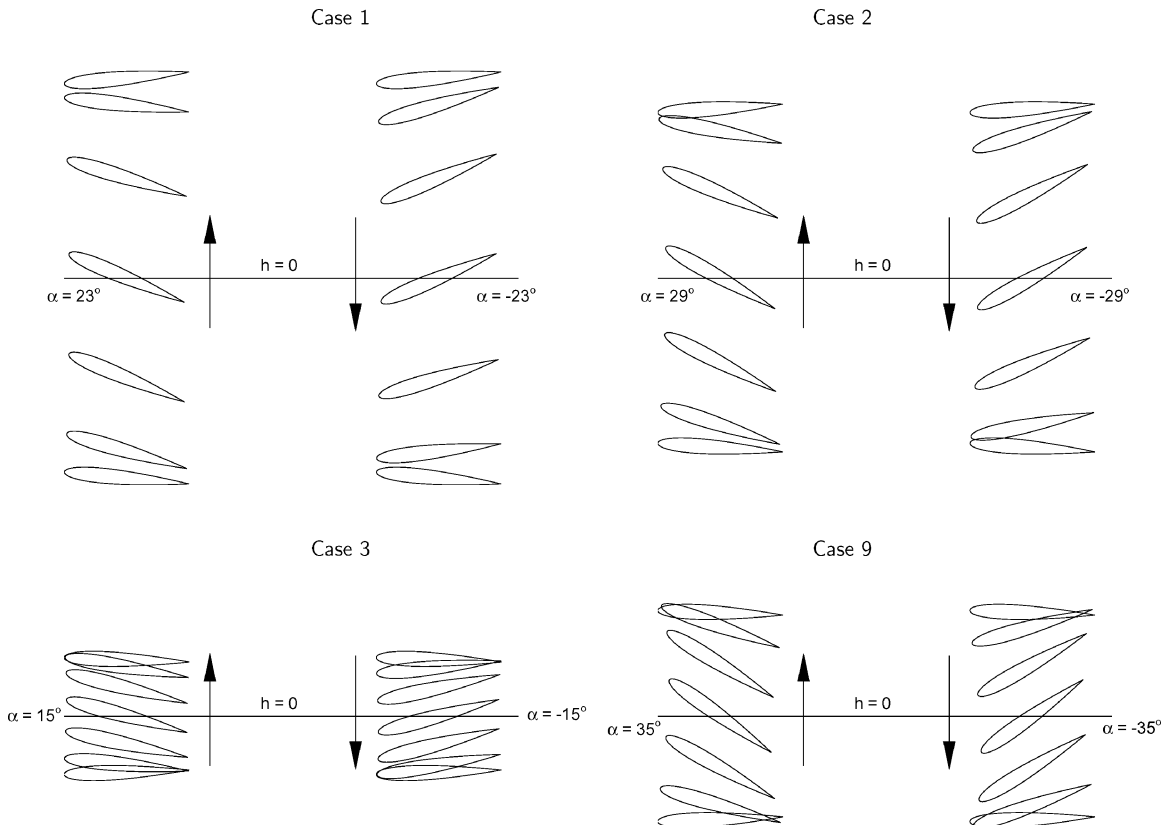 Case 1
Case 2
h = 0
α = 23°
α = -23°
h = 0
α = 29°
α = -29°
Case 3
Case 9
α = 15°
h = 0
α = -15°
α = 35°
h = 0
α = -35°